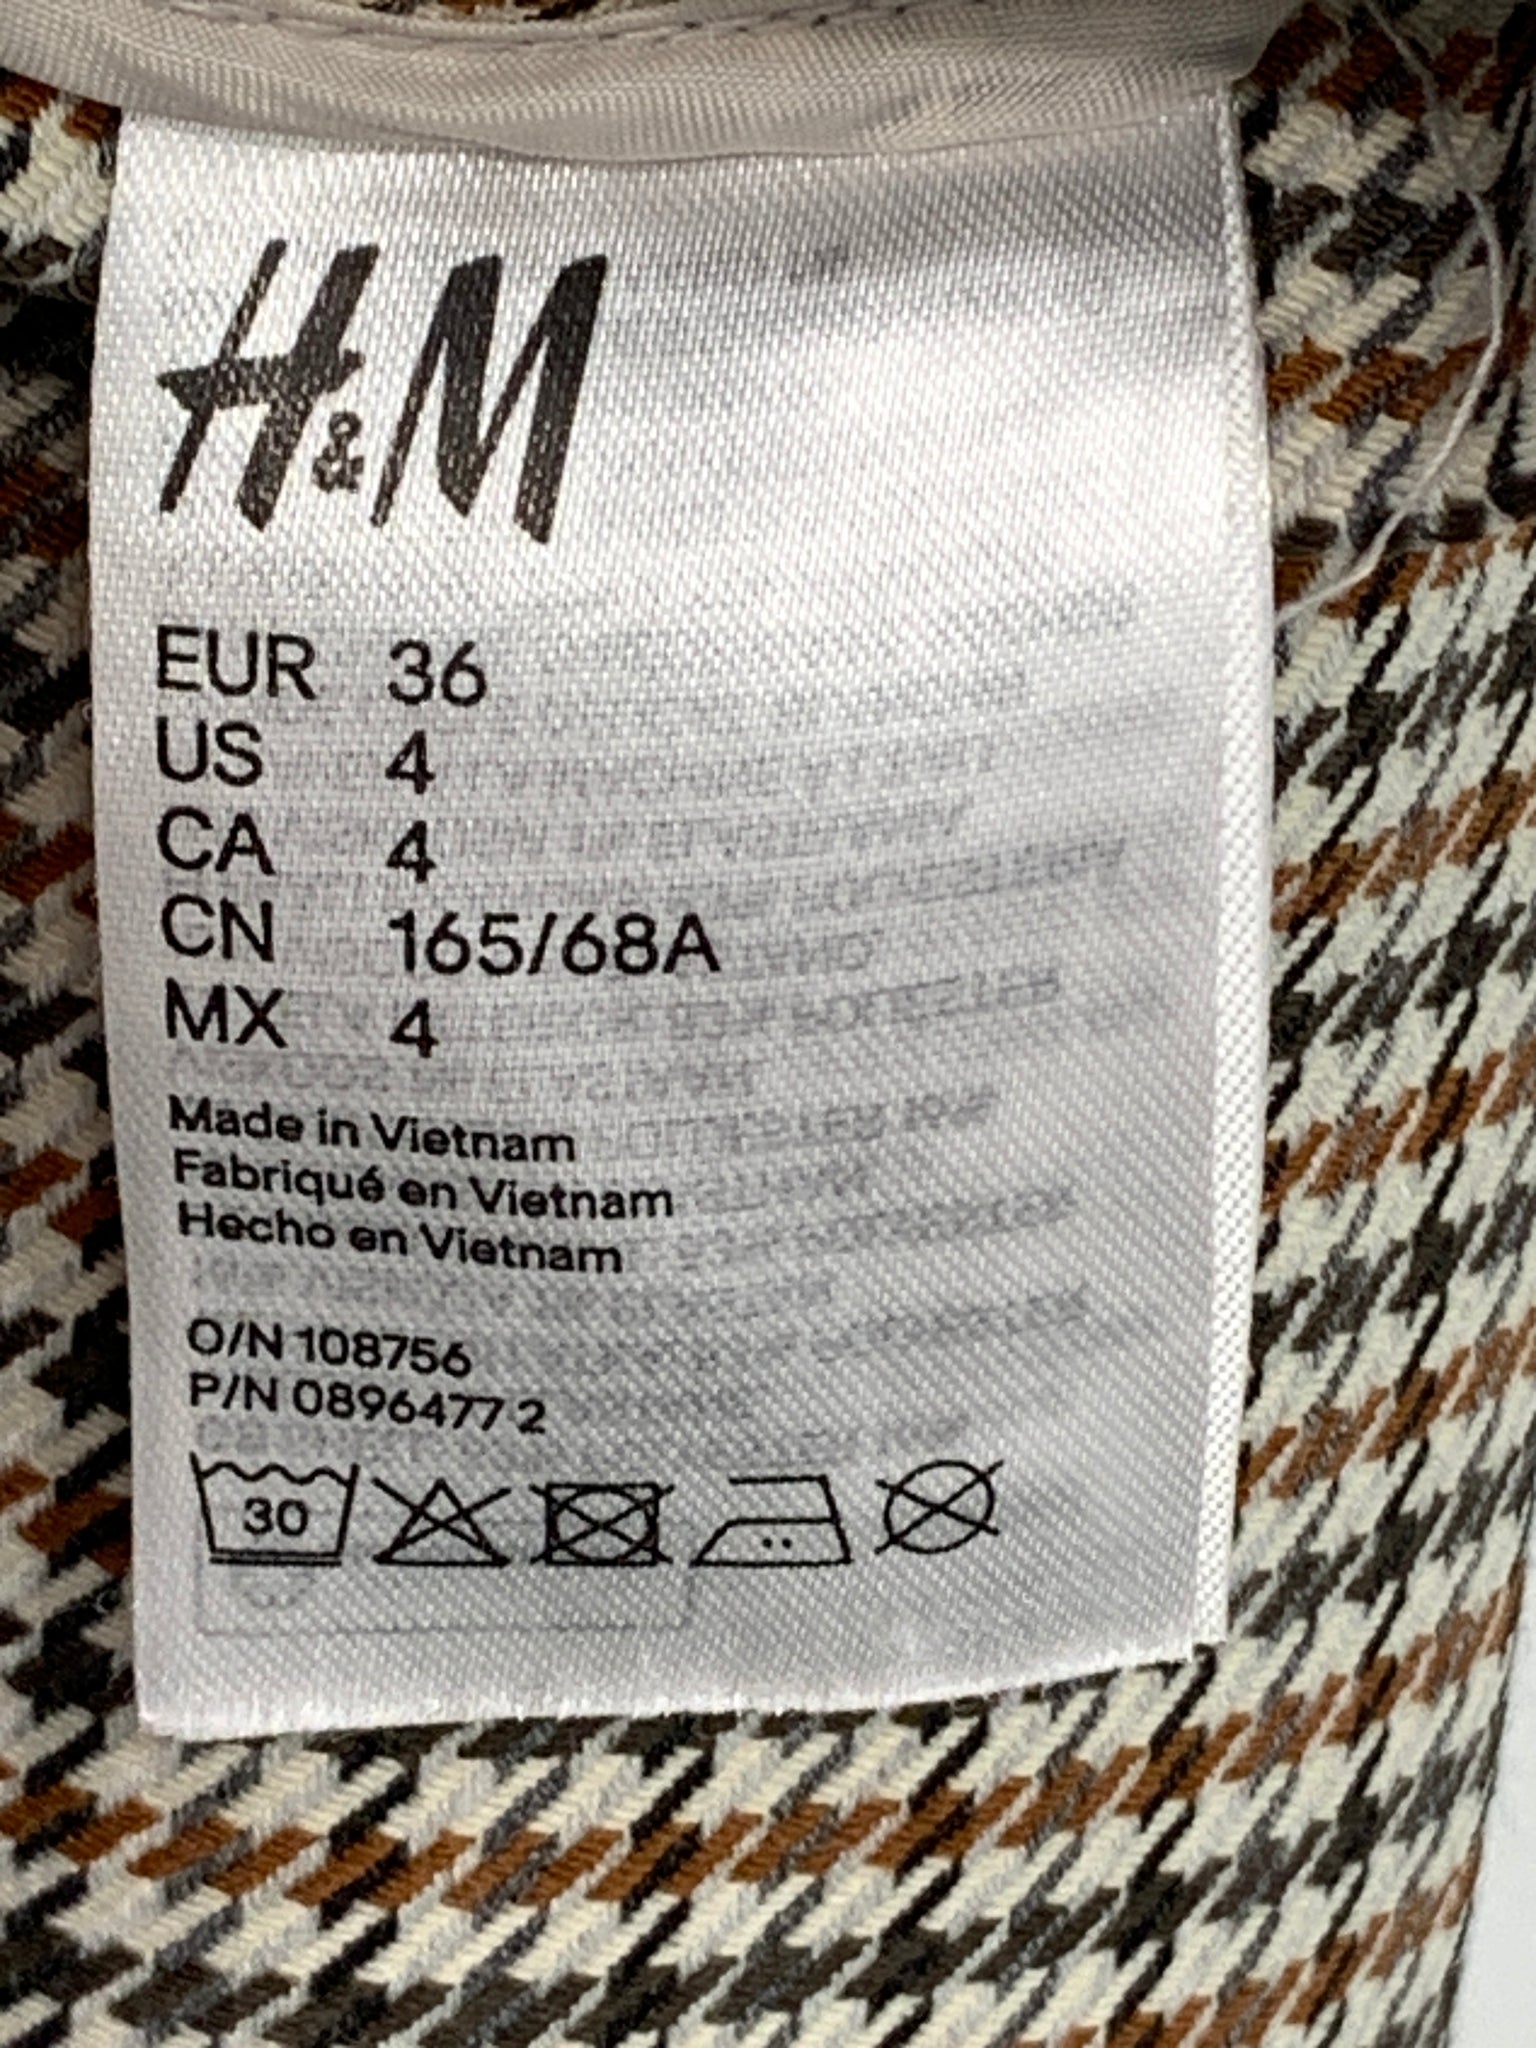 H&M
EUR 36
US 4
CA 4
CN 165/68A
MX 4
Made in Vietnam
Fabriqué en Vietnam
Hecho en Vietnam
O/N 108756
P/N 0896477 2
30